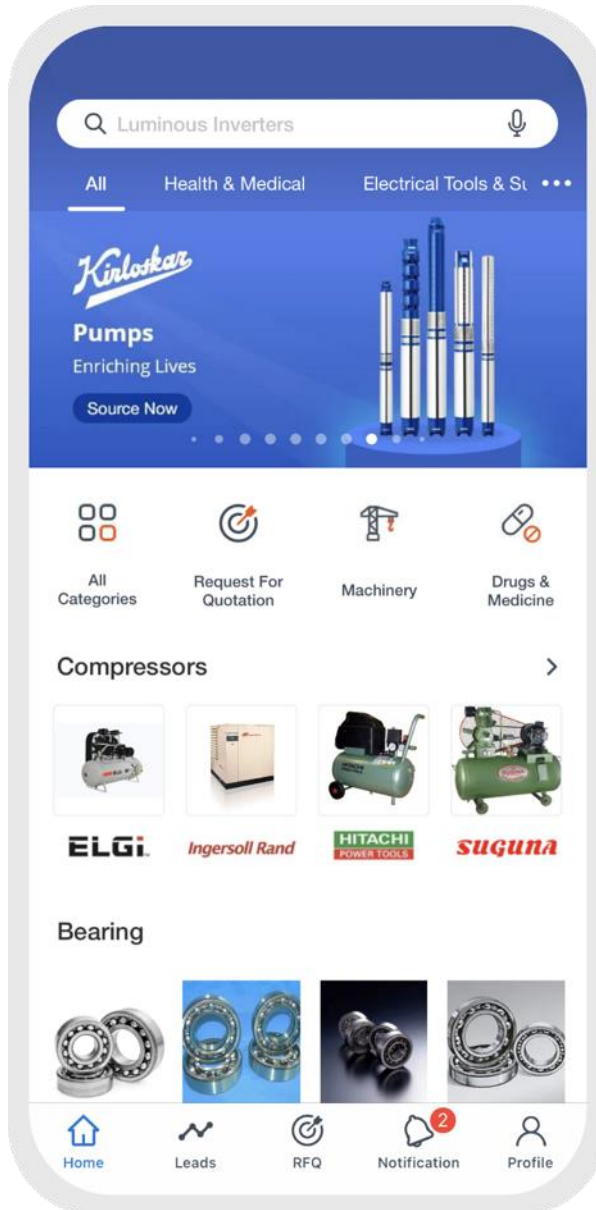 Luminous Inverters
All Health & Medical Electrical Tools & Su
Kirloskar
Pumps
Enriching Lives
Source Now
All
Categories
Request For
Quotation
Machinery
Drugs &
Medicine
Compressors
ELGi
Ingersoll Rand
HITACHI
POWER TOOLS
suguna
Bearing
2
Home Leads RFQ Notification Profile